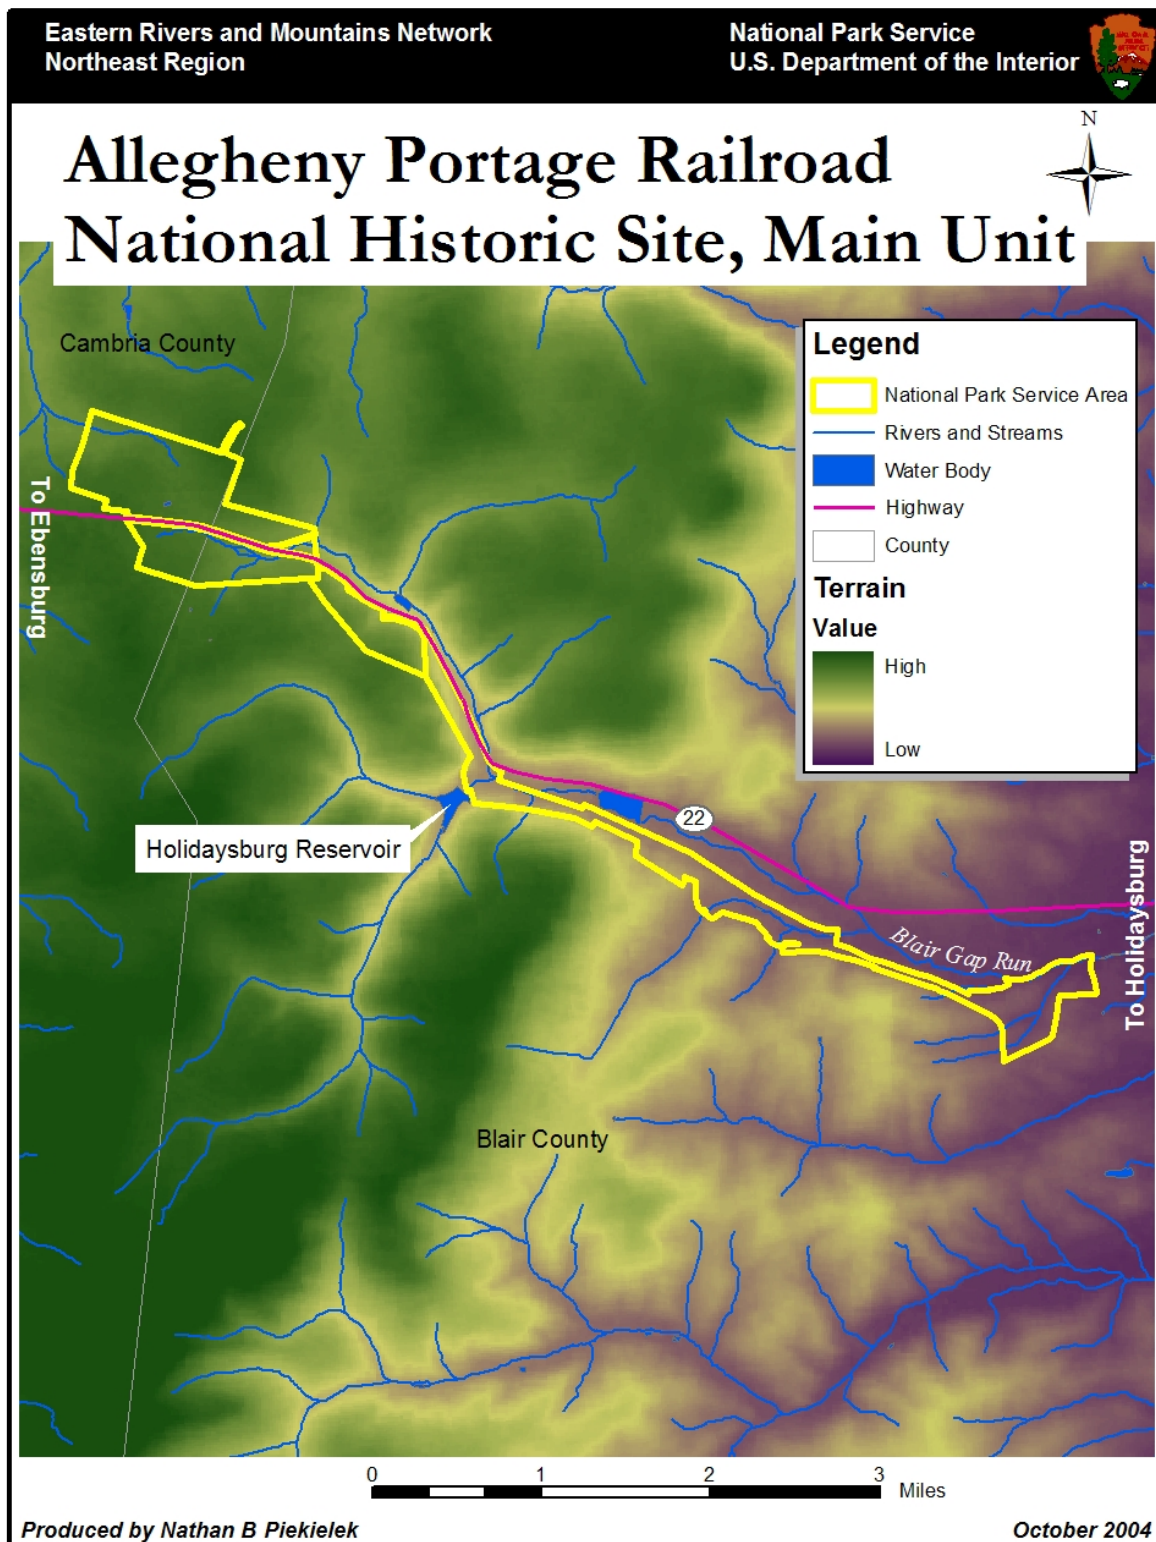 Eastern Rivers and Mountains Network
Northeast Region
National Park Service
U.S. Department of the Interior
N
Allegheny Portage Railroad
National Historic Site, Main Unit
Cambria County
Legend
National Park Service Area
Rivers and Streams
Water Body
Highway
County
Terrain
Value
High
Low
To Ebensburg
22
Holidaysburg Reservoir
To Holidaysburg
Blair Gap Run
Blair County
0 1 2 3
Miles
Produced by Nathan B Piekielek
October 2004